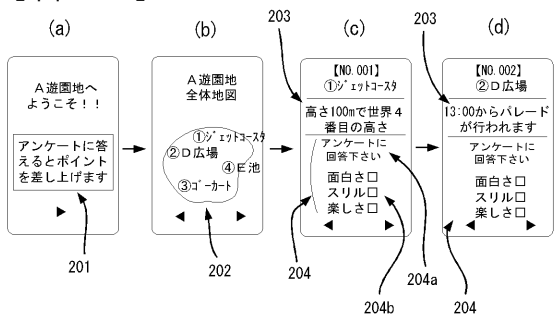 (a)
(b)
(c)
(d)
203
203
A遊園地へ
ようこそ！！
アンケートに答
えるとポイント
を差し上げます
▶
201
A遊園地
全体地図
①ジェットコースタ
②D広場
④E池
③ゴーカート
◀ ▶
202
【NO.001】
①ジェットコースタ
高さ100mで世界４
番目の高さ
アンケートに
回答下さい
面白さ□
スリル□
楽しさ□
◀ ▶
204
204a
204b
【NO.002】
②D広場
13:00からパレード
が行われます
アンケートに
回答下さい
面白さ□
スリル□
楽しさ□
◀ ▶
204